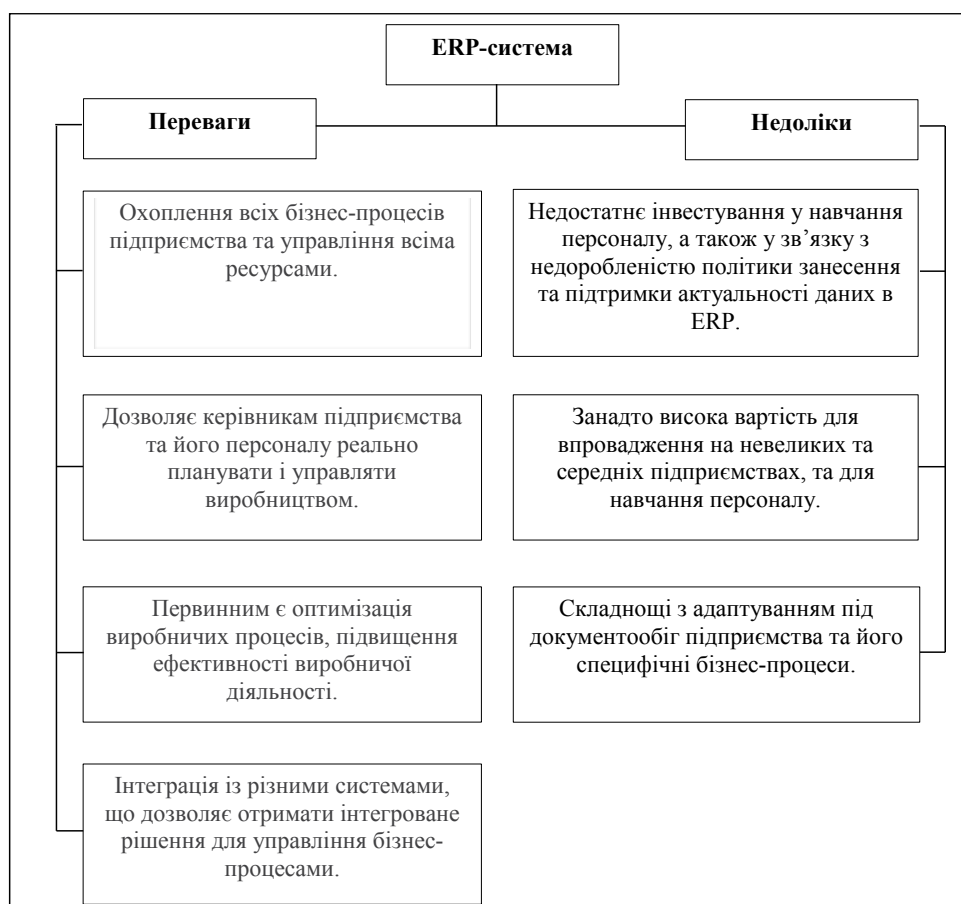 ERP-система
Переваги
Недоліки
Охоплення всіх бізнес-процесів
підприємства та управління всіма
ресурсами.
Недостатнє інвестування у навчання
персоналу, а також у зв’язку з
недоробленістю політики занесення
та підтримки актуальності даних в
ERP.
Дозволяє керівникам підприємства
та його персоналу реально
планувати і управляти
виробництвом.
Занадто висока вартість для
впровадження на невеликих та
середніх підприємствах, та для
навчання персоналу.
Первинним є оптимізація
виробничих процесів, підвищення
ефективності виробничої
діяльності.
Складнощі з адаптуванням під
документообіг підприємства та його
специфічні бізнес-процеси.
Інтеграція із різними системами,
що дозволяє отримати інтегроване
рішення для управління бізнес-
процесами.